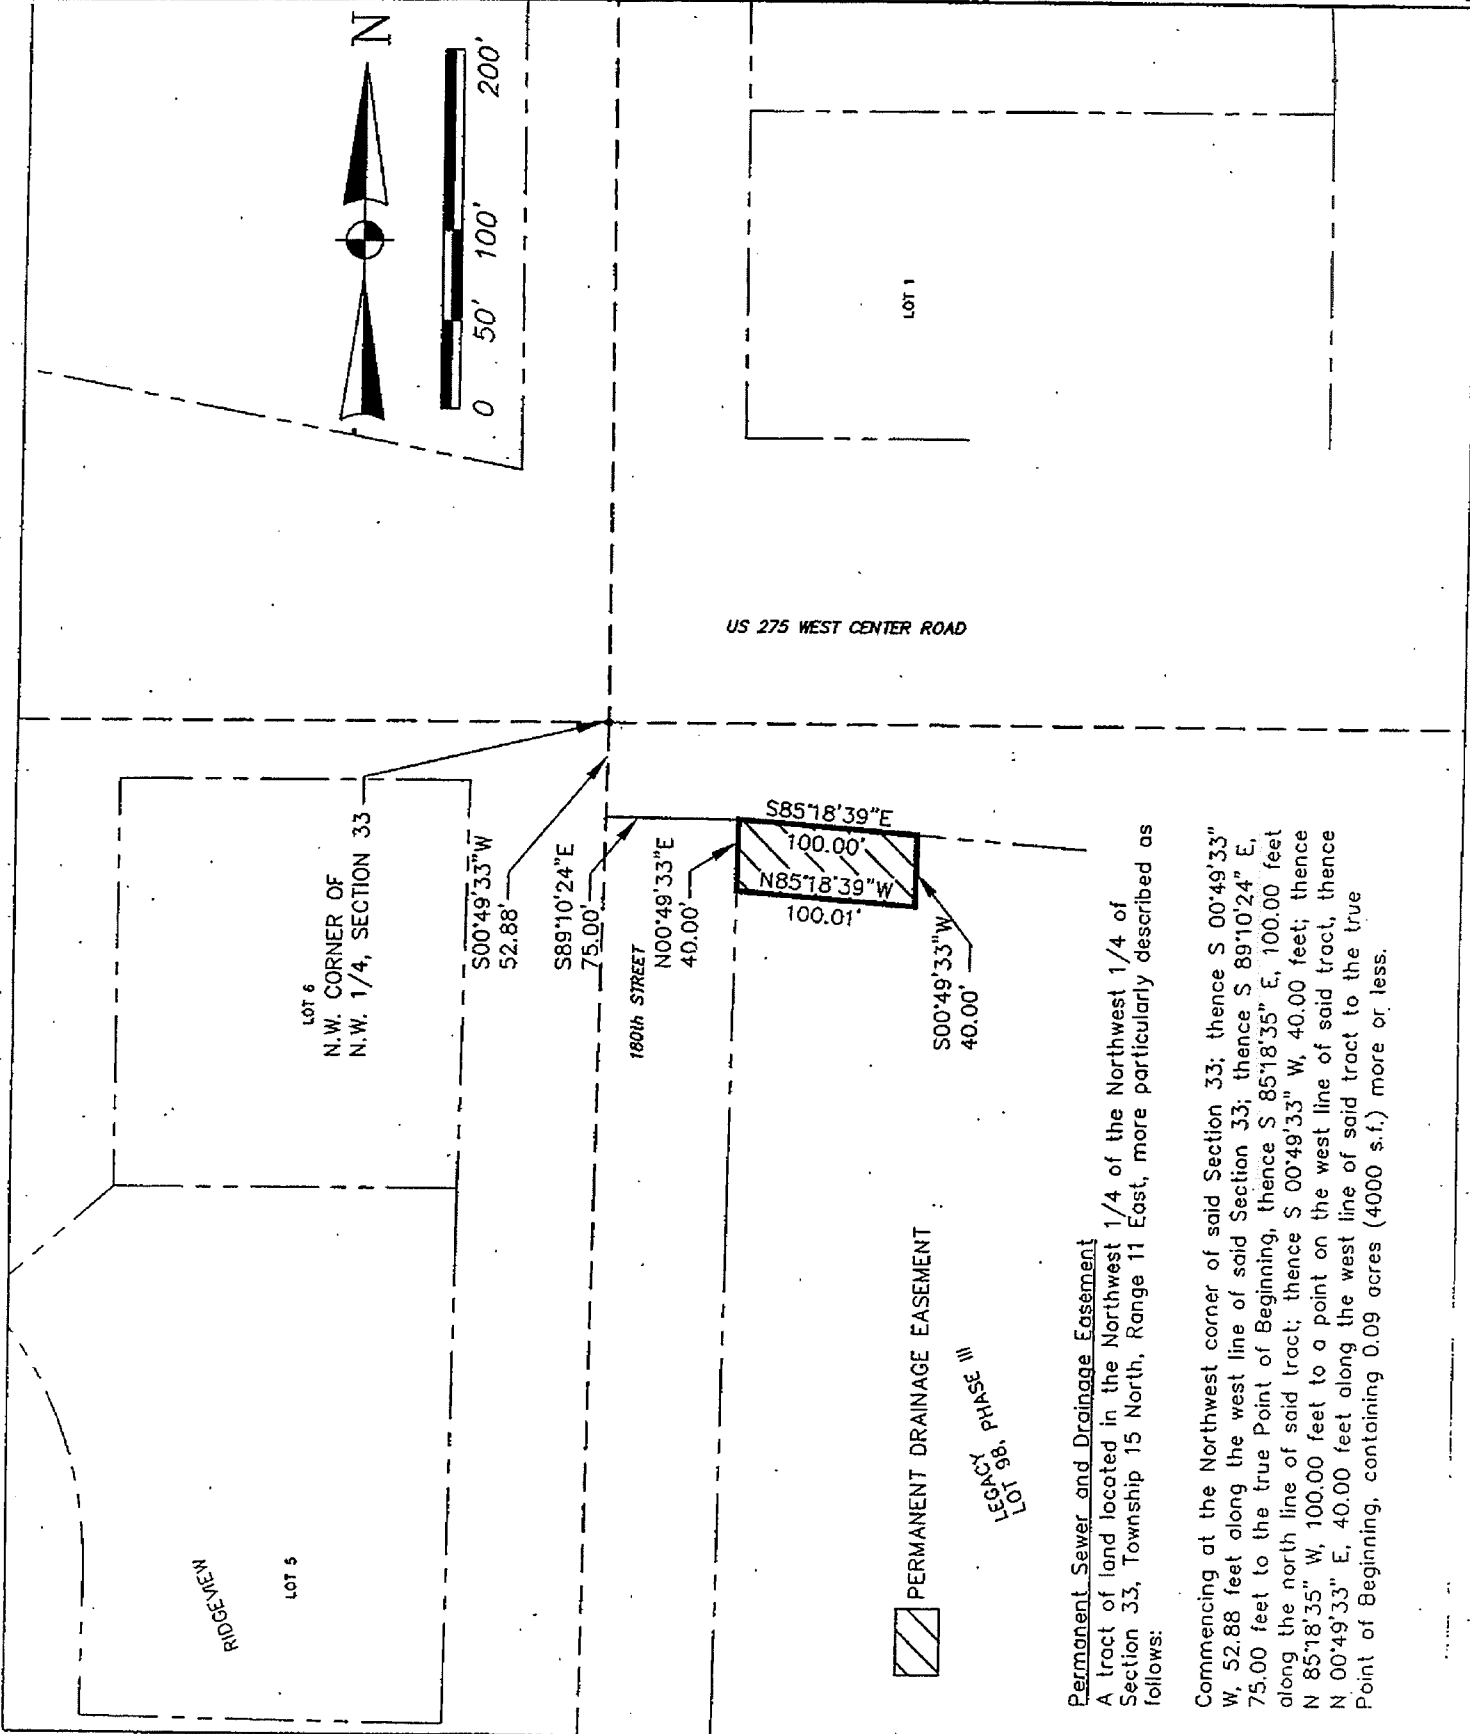 N
0 50' 100' 200'
LOT 1
US 275 WEST CENTER ROAD
LOT 6
N.W. CORNER OF
N.W. 1/4, SECTION 33
S00°49'33"W
52.88'
S89°10'24"E
75.00'
180th STREET
N00°49'33"E
40.00'
S85°18'39"E
100.00'
N85°18'39"W
100.01'
S00°49'33"W
40.00'
RIDGEVIEW
LOT 5
PERMANENT DRAINAGE EASEMENT
LEGACY
LOT 98, PHASE III
Permanent Sewer and Drainage Easement
A tract of land located in the Northwest 1/4 of the Northwest 1/4 of
Section 33, Township 15 North, Range 11 East, more particularly described as
follows:
Commencing at the Northwest corner of said Section 33; thence S 00°49'33"
W, 52.88 feet along the west line of said Section 33; thence S 89°10'24" E,
75.00 feet to the true Point of Beginning, thence S 85°18'35" E, 100.00 feet
along the north line of said tract; thence S 00°49'33" W, 40.00 feet; thence
N 85°18'35" W, 100.00 feet to a point on the west line of said tract, thence
N 00°49'33" E, 40.00 feet along the west line of said tract to the true
Point of Beginning, containing 0.09 acres (4000 s.f.) more or less.